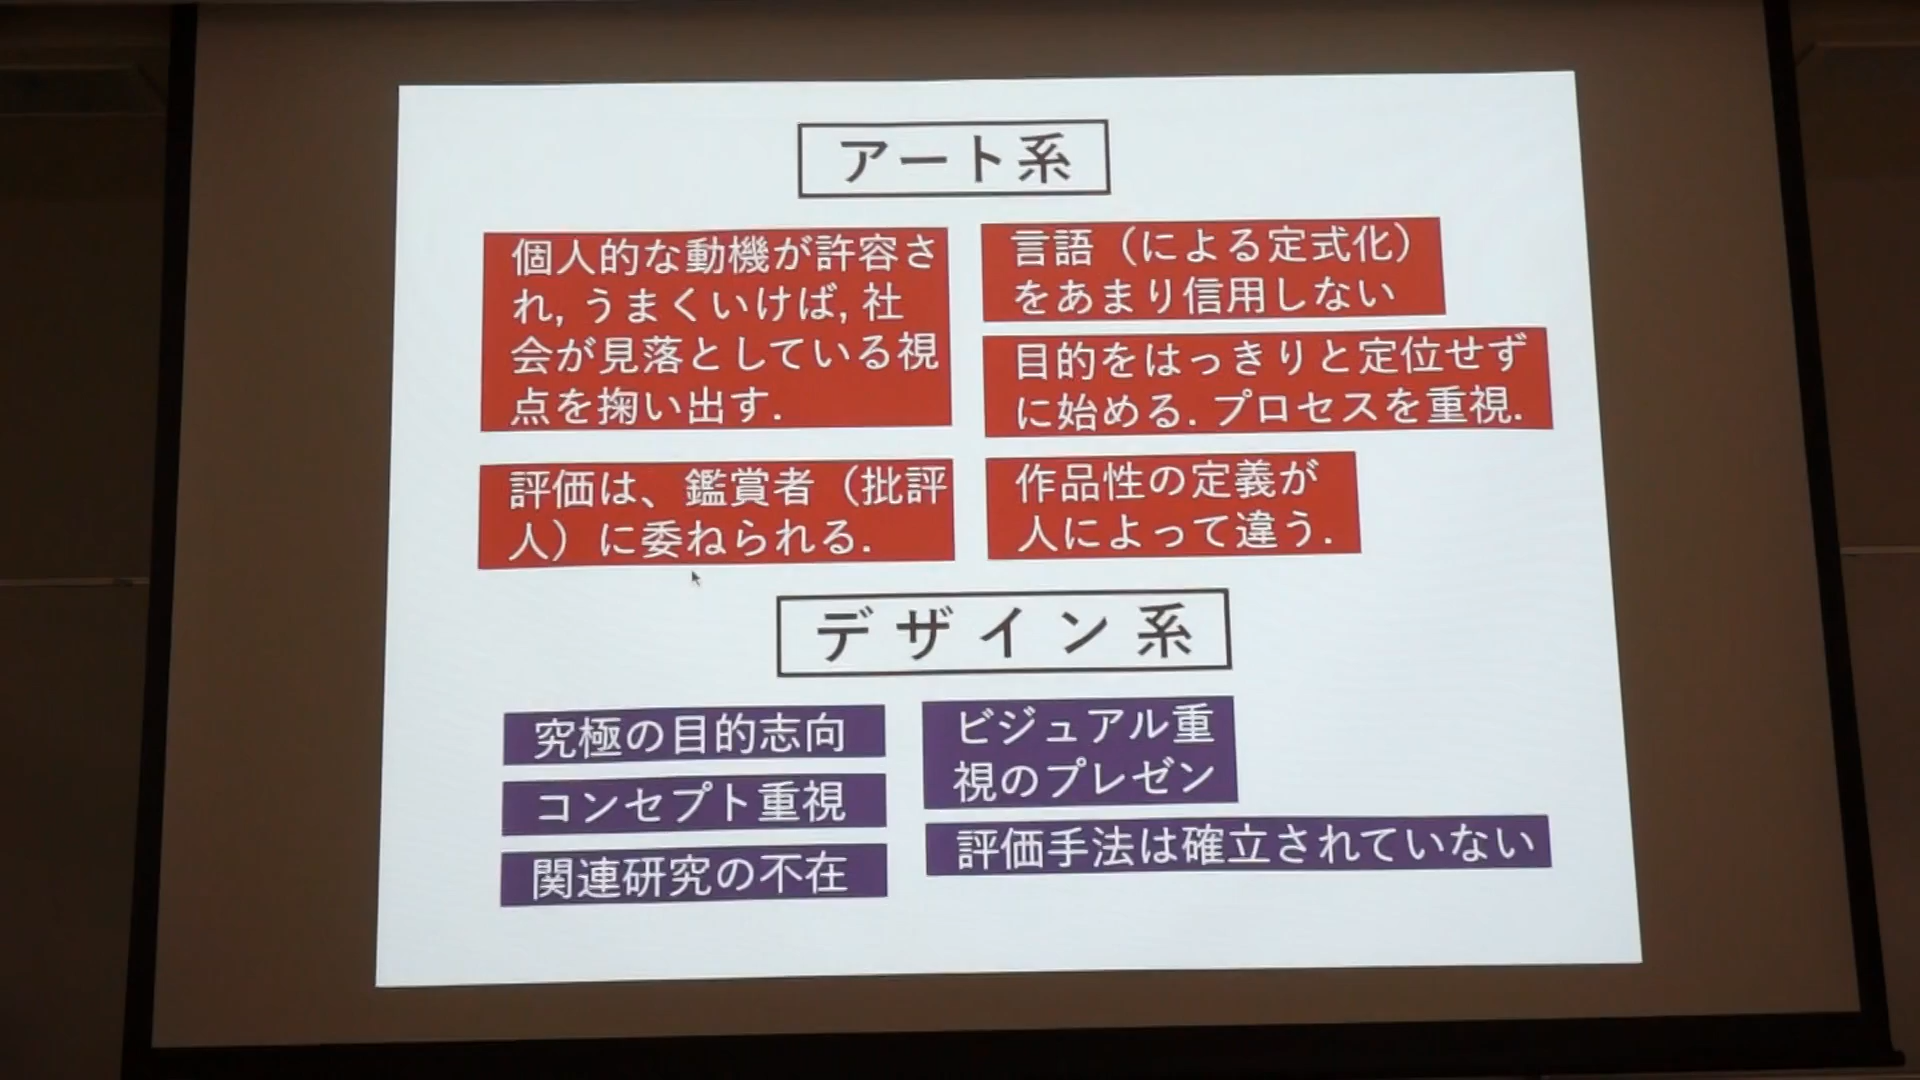 アート系
個人的な動機が許容さ
れ, うまくいけば, 社
会が見落としている視
点を掬い出す.
言語（による定式化）
をあまり信用しない
目的をはっきりと定位せず
に始める. プロセスを重視.
評価は、鑑賞者（批評
人）に委ねられる.
作品性の定義が
人によって違う.
デザイン系
究極の目的志向
コンセプト重視
関連研究の不在
ビジュアル重
視のプレゼン
評価手法は確立されていない